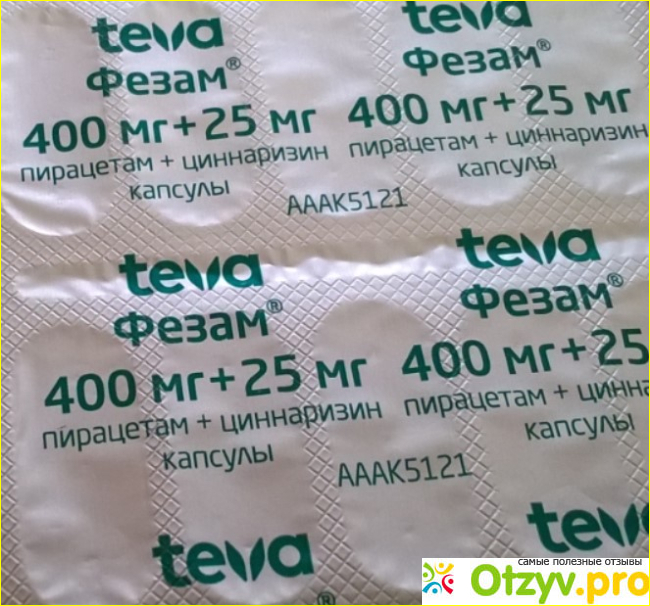 teva
Фезам®
400 мг+25 мг
пирацетам + циннаризин
капсулы
teva
Фезам®
400 мг+25 мг
пирацетам + циннаризин
капсулы
AAAK5121
teva
Фезам®
400 мг+25 мг
пирацетам + циннаризин
капсулы
teva
Фезам®
400 мг+25
пирацетам + цинна
капсулы
AAAK5121
teva
®
tev
самые полезные отзывы
Otzyv.pro